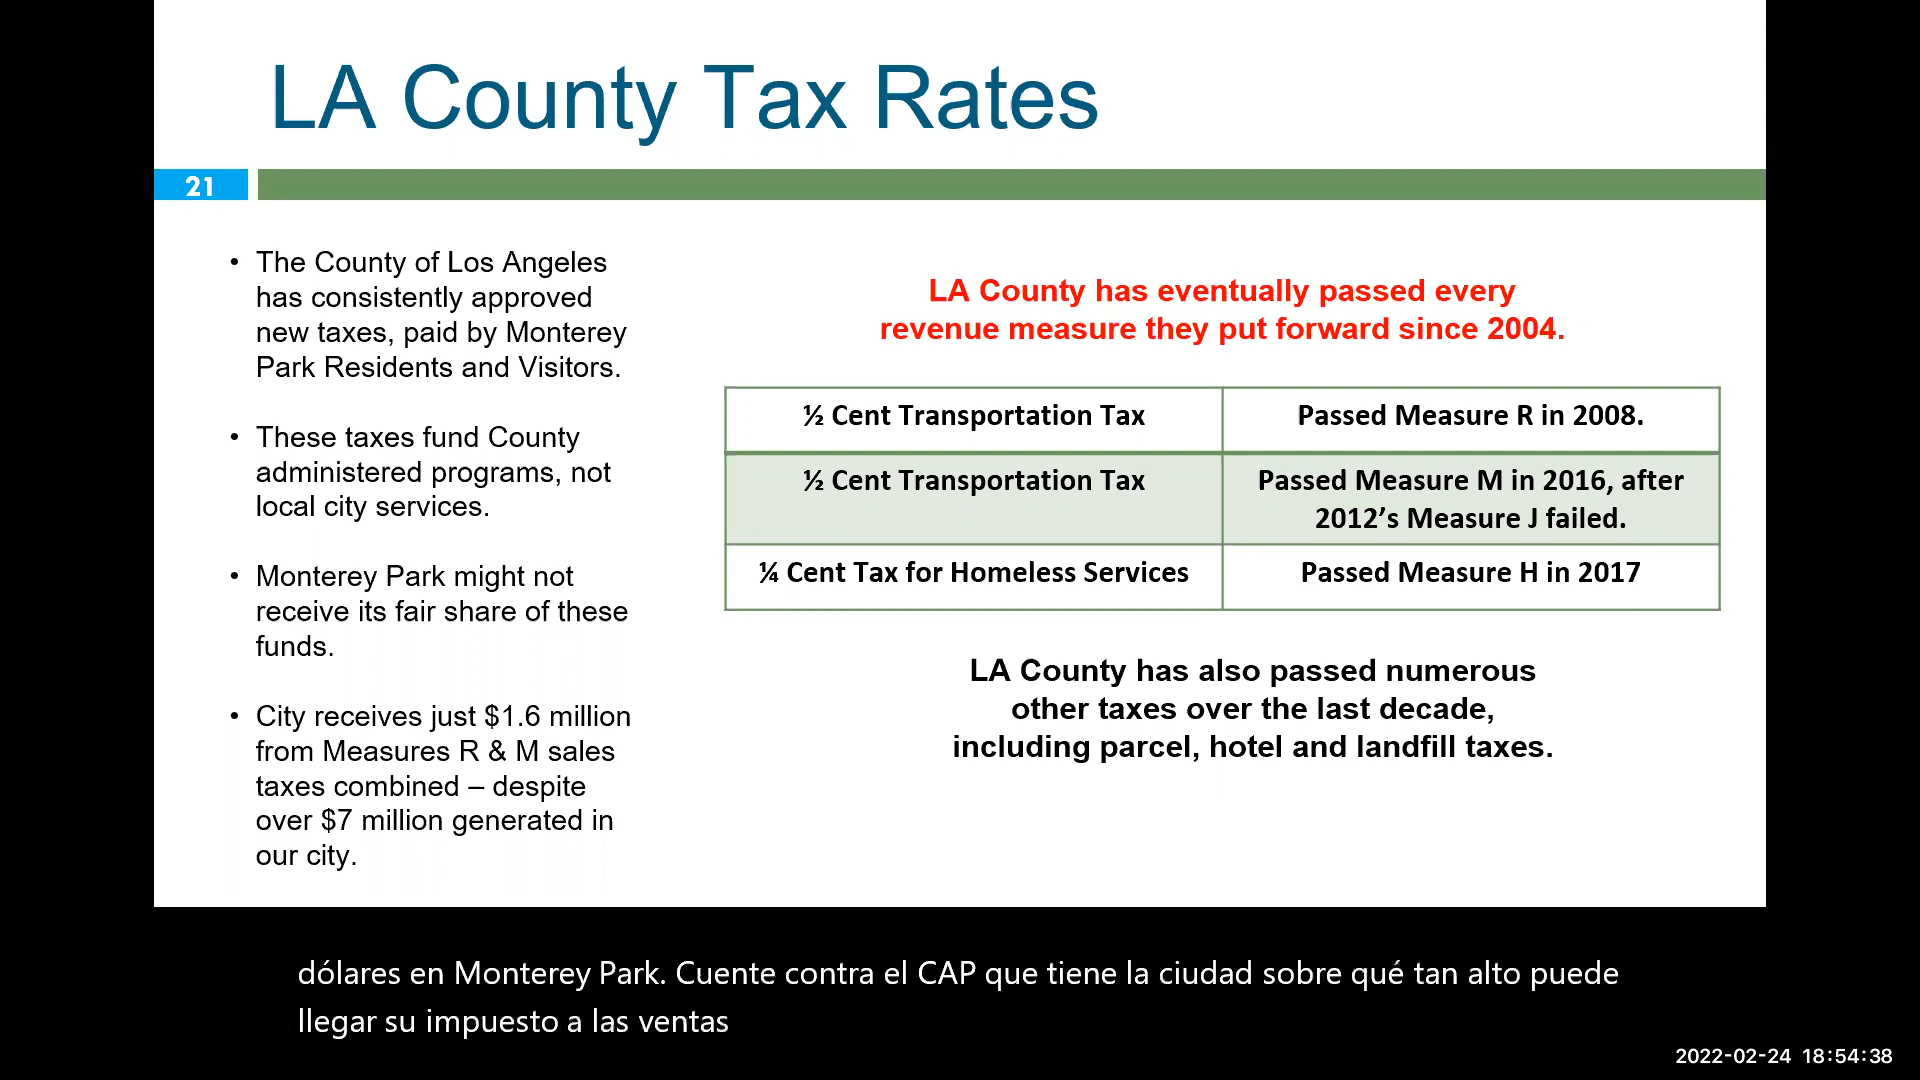 LA County Tax Rates
21
• The County of Los Angeles
has consistently approved
new taxes, paid by Monterey
Park Residents and Visitors.
• These taxes fund County
administered programs, not
local city services.
• Monterey Park might not
receive its fair share of these
funds.
• City receives just $1.6 million
from Measures R & M sales
taxes combined – despite
over $7 million generated in
our city.
LA County has eventually passed every
revenue measure they put forward since 2004.
½ Cent Transportation Tax
Passed Measure R in 2008.
½ Cent Transportation Tax
Passed Measure M in 2016, after
2012’s Measure J failed.
¼ Cent Tax for Homeless Services
Passed Measure H in 2017
LA County has also passed numerous
other taxes over the last decade,
including parcel, hotel and landfill taxes.
dólares en Monterey Park. Cuente contra el CAP que tiene la ciudad sobre qué tan alto puede
llegar su impuesto a las ventas
2022-02-24 18:54:38